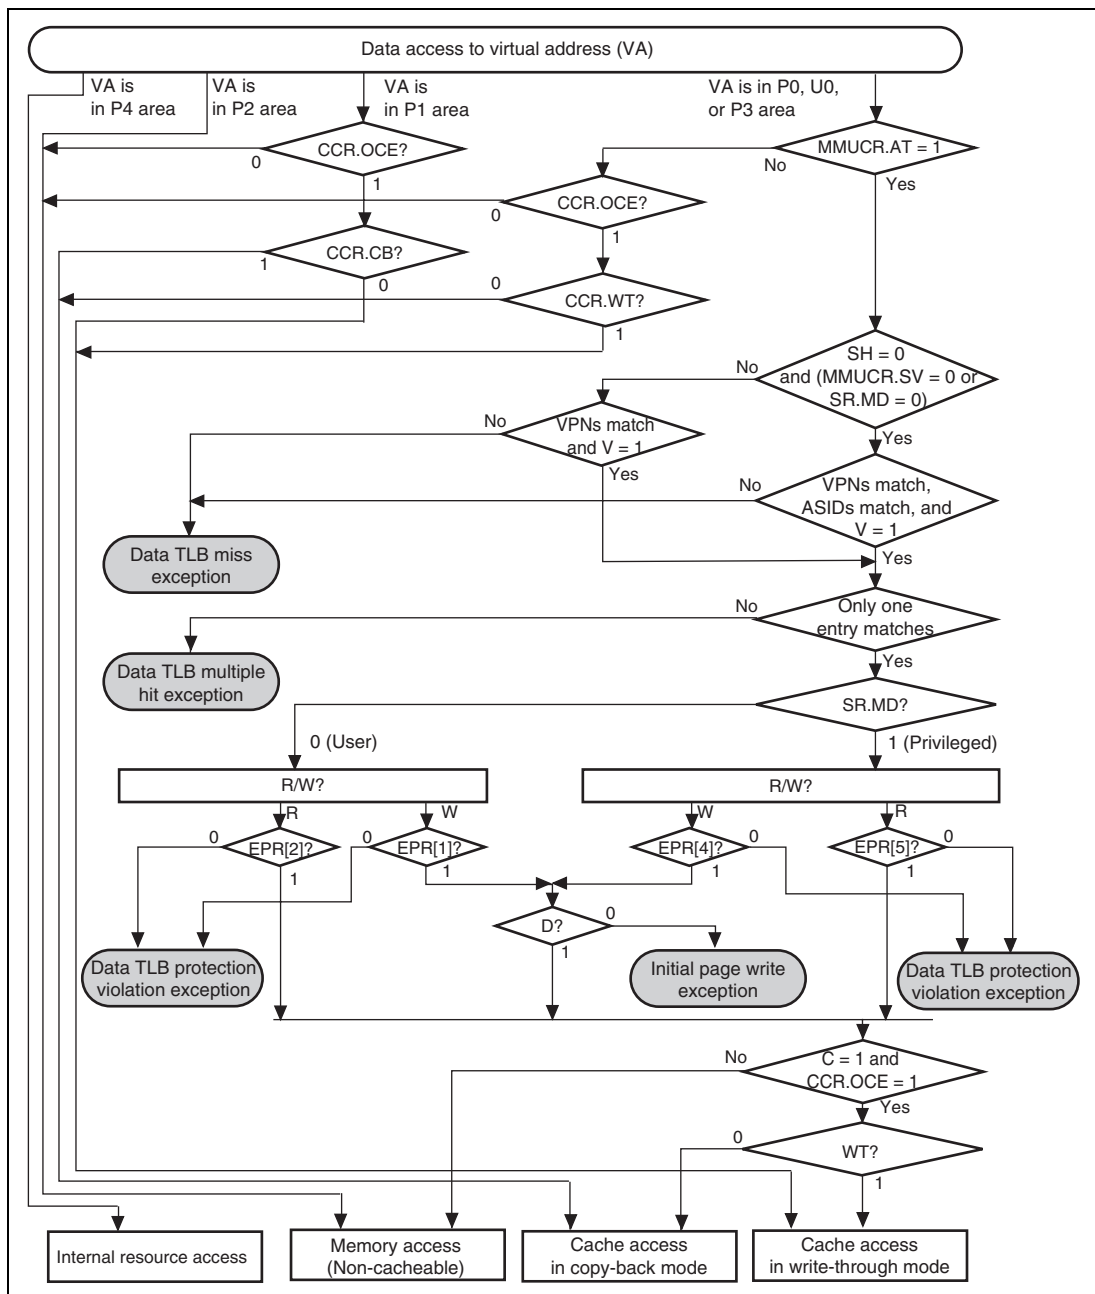 Data access to virtual address (VA)
VA is
in P4 area
VA is
in P2 area
VA is
in P1 area
VA is in P0, U0,
or P3 area
CCR.OCE?
0
1
MMUCR.AT = 1
No
Yes
CCR.OCE?
0
1
CCR.CB?
1
0
CCR.WT?
0
1
SH = 0
and (MMUCR.SV = 0 or
SR.MD = 0)
No
Yes
VPNs match
and V = 1
No
Yes
VPNs match,
ASIDs match, and
V = 1
No
Yes
Data TLB miss
exception
Only one
entry matches
No
Yes
Data TLB multiple
hit exception
SR.MD?
0 (User)
1 (Privileged)
R/W?
R/W?
R
W
W
R
0
EPR[2]?
1
0
EPR[1]?
1
EPR[4]?
0
1
EPR[5]?
0
1
D?
0
1
Data TLB protection
violation exception
Initial page write
exception
Data TLB protection
violation exception
C = 1 and
CCR.OCE = 1
No
Yes
WT?
0
1
Internal resource access
Memory access
(Non-cacheable)
Cache access
in copy-back mode
Cache access
in write-through mode